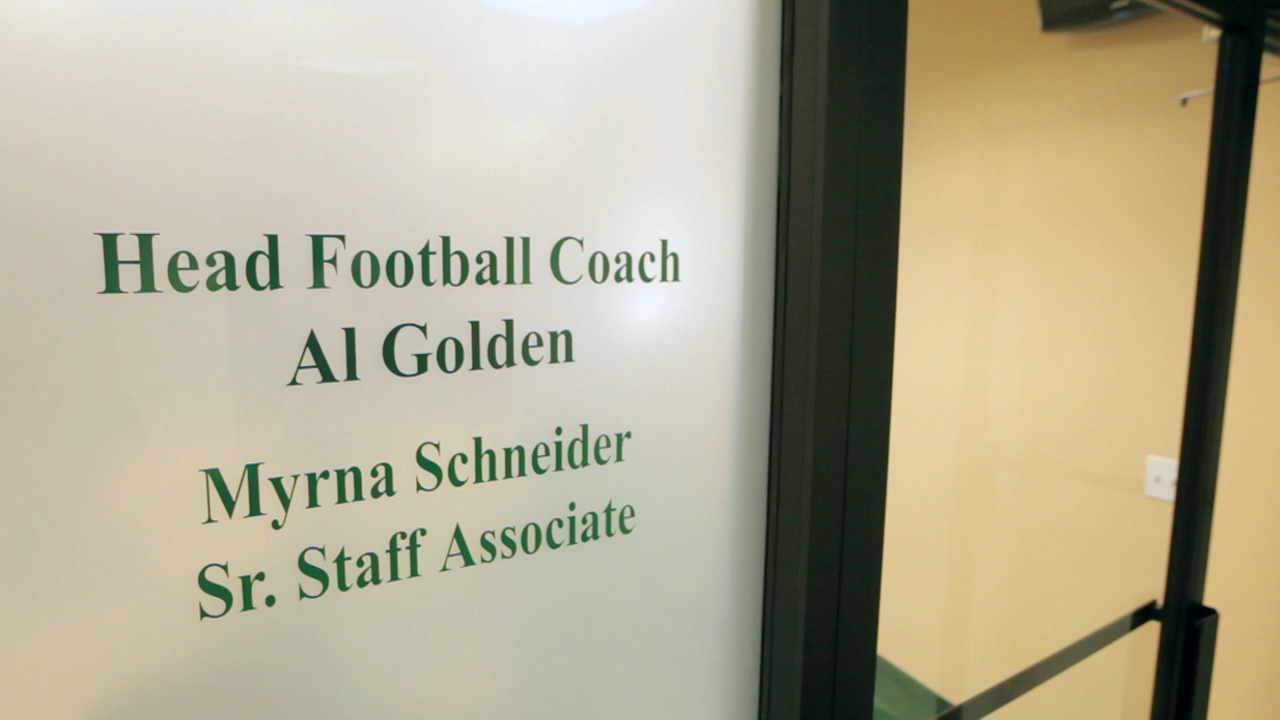 Head Football Coach
Al Golden
Myrna Schneider
Sr. Staff Associate